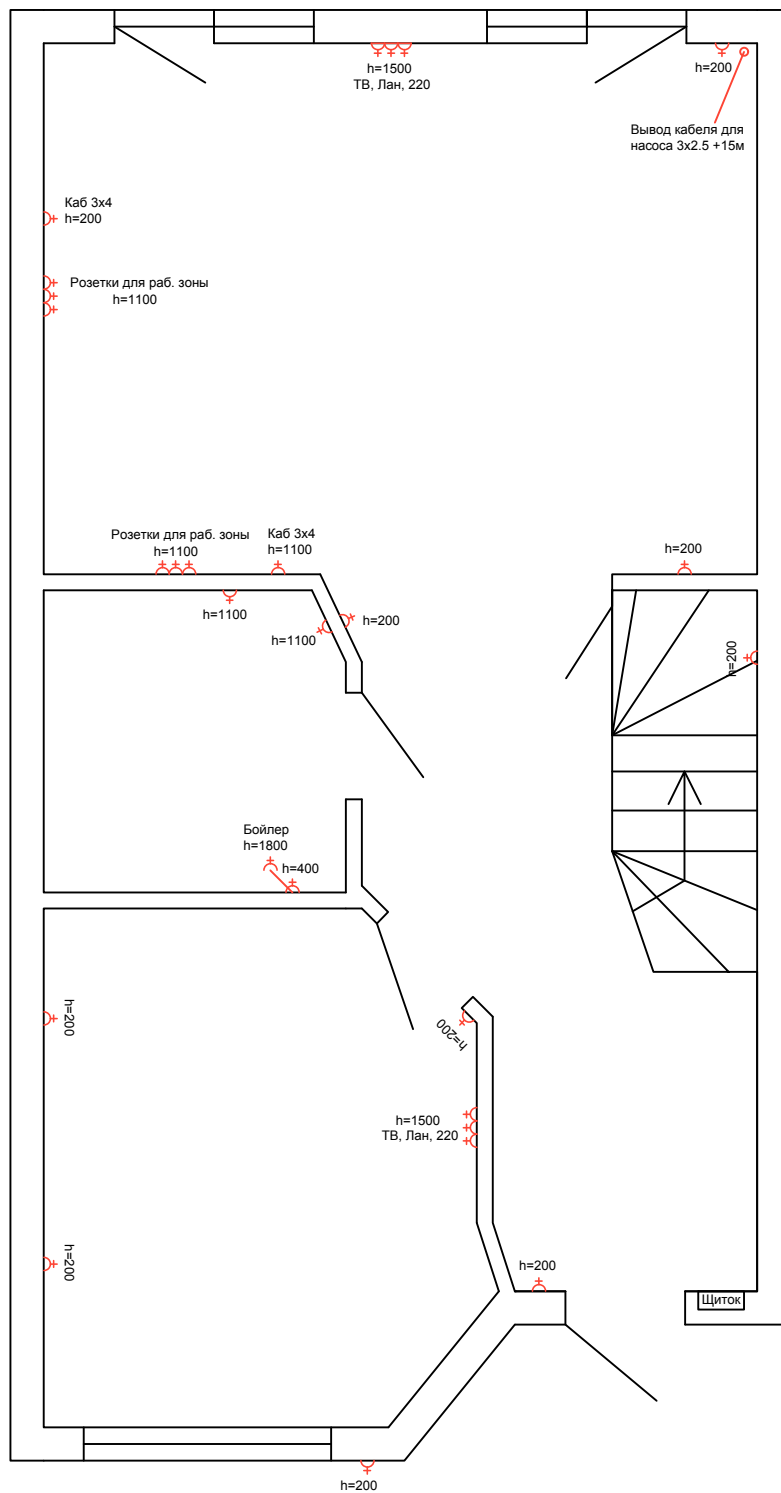 h=1500
ТВ, Лан, 220
h=200
Вывод кабеля для
насоса 3х2.5 +15м
Каб 3х4
h=200
Розетки для раб. зоны
h=1100
Розетки для раб. зоны
h=1100
Каб 3х4
h=1100
h=200
h=1100
h=1100
h=200
h=200
Бойлер
h=1800
h=400
h=200
h=200
h=1500
ТВ, Лан, 220
h=200
h=200
Щиток
h=200